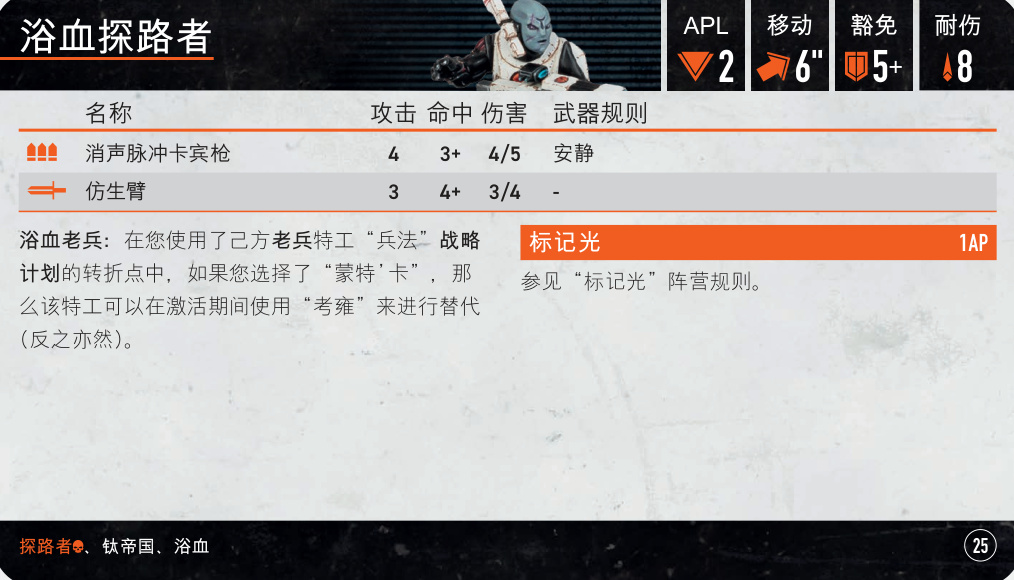 浴血探路者
APL 移动 豁免 耐伤
2 6" 5+ 8
名称 攻击 命中 伤害 武器规则
消声脉冲卡宾枪 4 3+ 4/5 安静
仿生臂 3 4+ 3/4 -
浴血老兵：在您使用了己方老兵特工“兵法”战略
计划的转折点中，如果您选择了“蒙特’卡”，那
么该特工可以在激活期间使用“考雍”来进行替代
(反之亦然)。
标记光 1AP
参见“标记光”阵营规则。
探路者、钛帝国、浴血
25